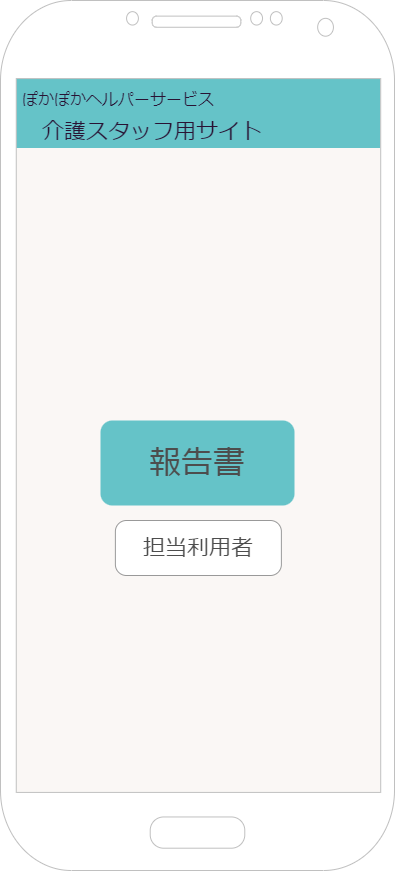 ぽかぽかヘルパーサービス
介護スタッフ用サイト
報告書
担当利用者